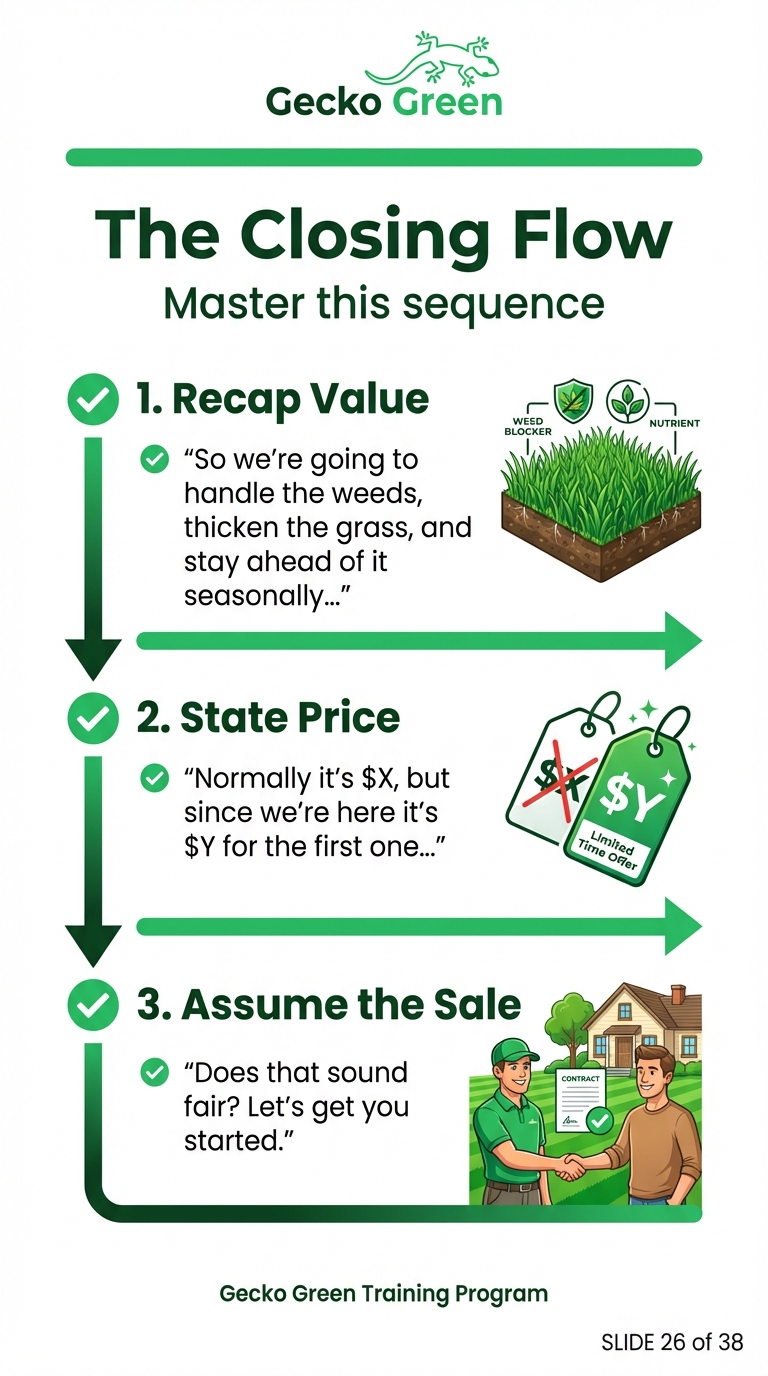 Gecko Green
The Closing Flow
Master this sequence
1. Recap Value
WESD
BLOCKER
NUTRIENT
“So we’re going to
handle the weeds,
thicken the grass, and
stay ahead of it
seasonally...”
2. State Price
“Normally it’s $X, but
since we’re here it’s
$Y for the first one...”
$X
$Y
Limited
Time Offer
3. Assume the Sale
“Does that sound
fair? Let’s get you
started.”
CONTRACT
Gecko Green Training Program
SLIDE 26 of 38